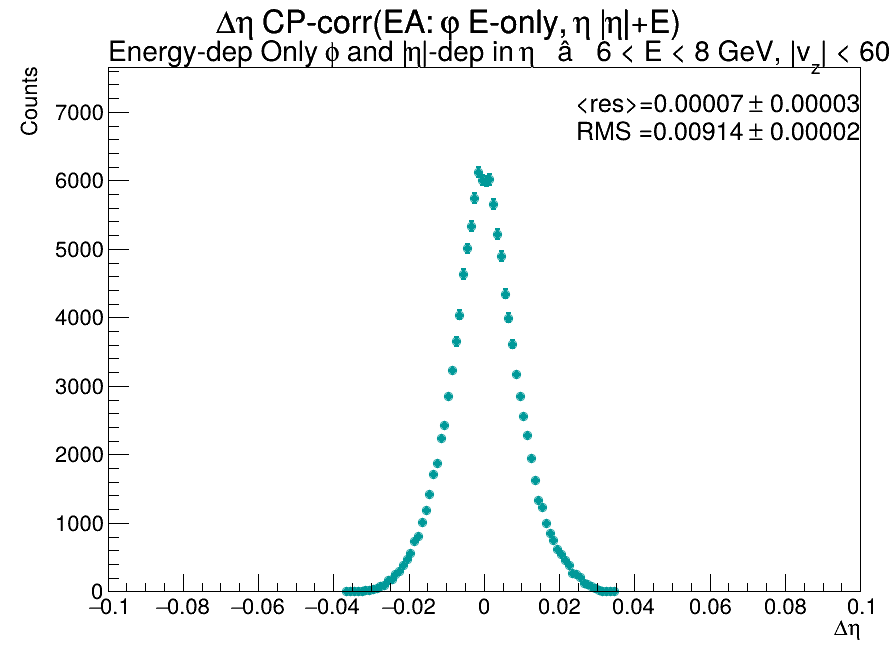 Δη CP-corr(EA: φ E-only, η |η|+E)
Energy-dep Only ϕ and |η|-dep in η â 6 < E < 8 GeV, |v_z| < 60
Counts
<res>=0.00007 ± 0.00003
RMS =0.00914 ± 0.00002
7000
6000
5000
4000
3000
2000
1000
0
−0.1 −0.08 −0.06 −0.04 −0.02 0 0.02 0.04 0.06 0.08 0.1
Δη